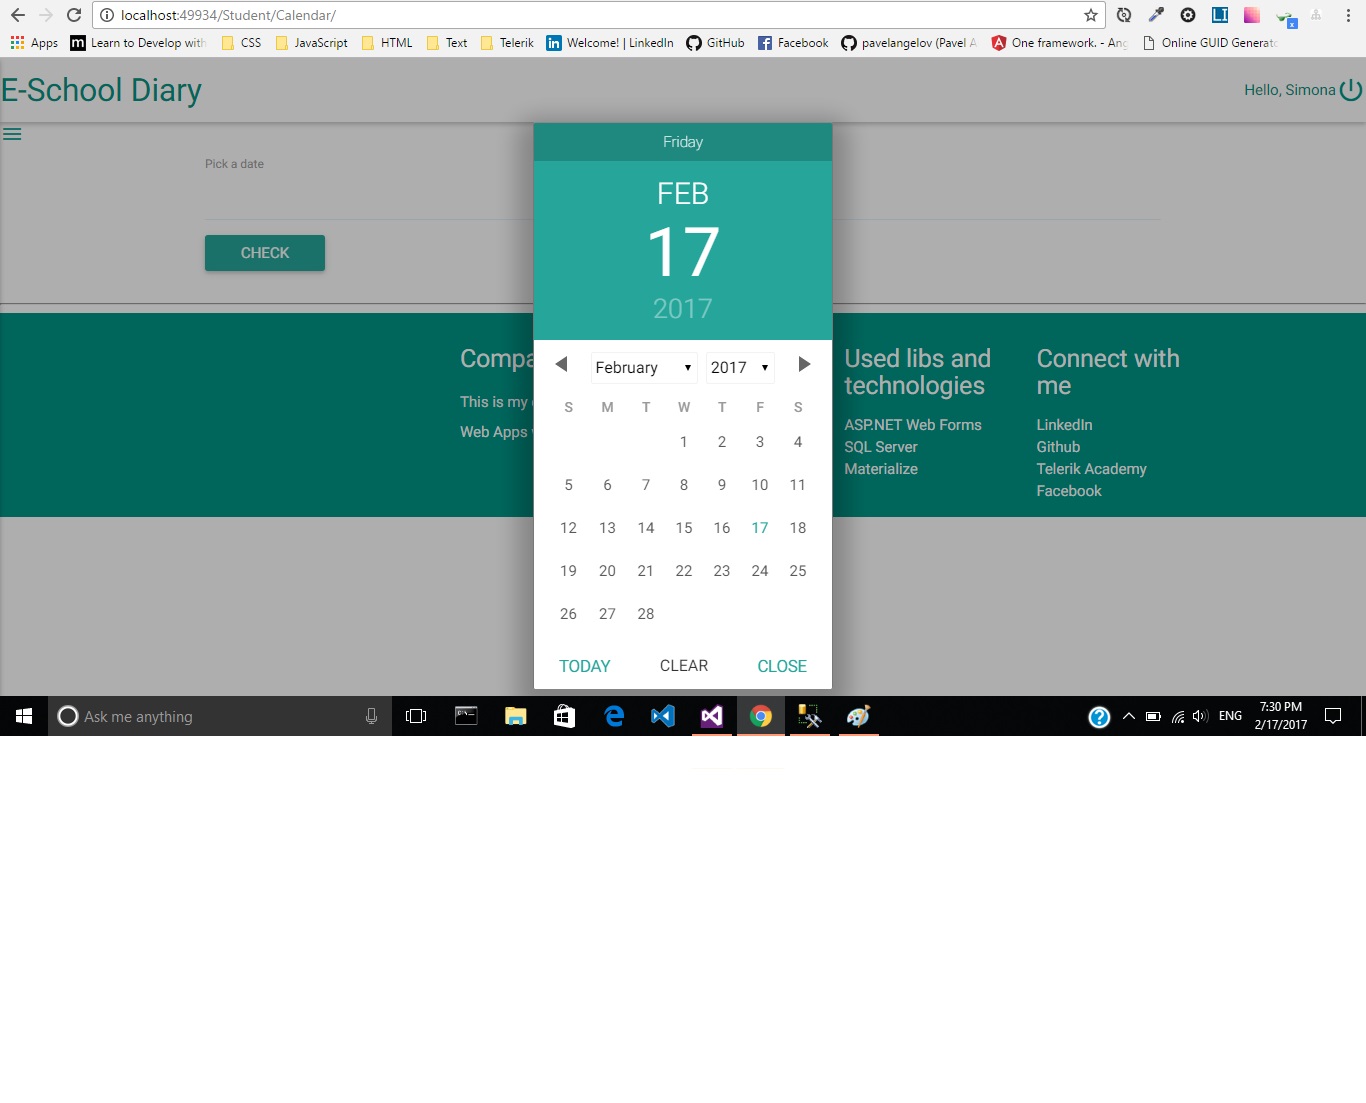 localhost:49934/Student/Calendar/
Apps Learn to Develop with CSS JavaScript HTML Text Telerik Welcome! | LinkedIn GitHub Facebook pavelangelov (Pavel A One framework. - Ang Online GUID Generato
E-School Diary
Hello, Simona
Pick a date
CHECK
Friday
FEB
17
2017
February 2017
S M T W T F S
1 2 3 4
5 6 7 8 9 10 11
12 13 14 15 16 17 18
19 20 21 22 23 24 25
26 27 28
TODAY CLEAR CLOSE
Compa
This is my
Web Apps
Used libs and
technologies
ASP.NET Web Forms
SQL Server
Materialize
Connect with
me
LinkedIn
Github
Telerik Academy
Facebook
Ask me anything
ENG
7:30 PM
2/17/2017